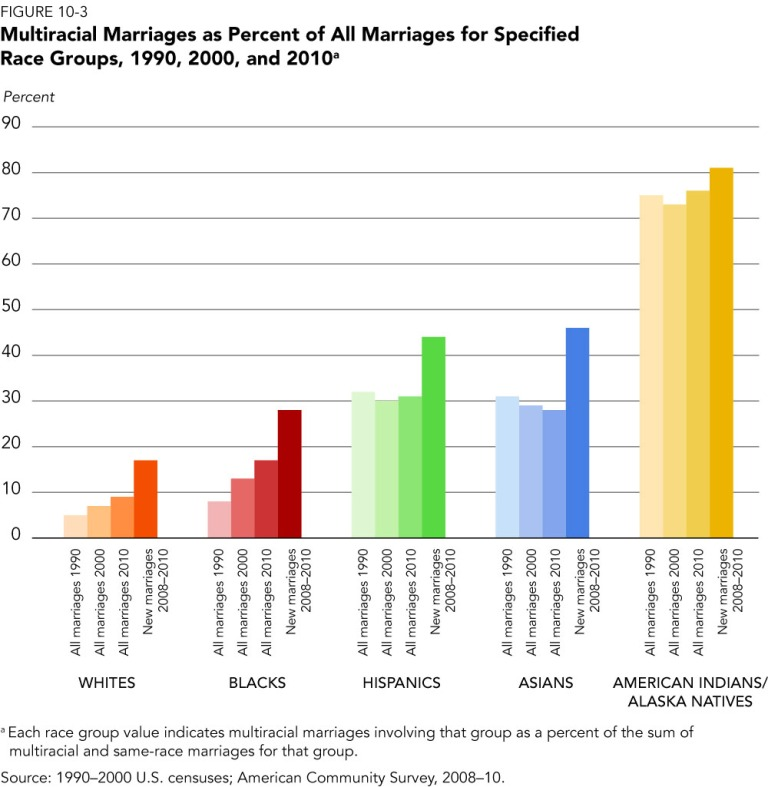 FIGURE 10-3
Multiracial Marriages as Percent of All Marriages for Specified
Race Groups, 1990, 2000, and 2010ᵃ
Percent
90
80
70
60
50
40
30
20
10
0
All marriages 1990
All marriages 2000
All marriages 2010
New marriages
2008–2010
All marriages 1990
All marriages 2000
All marriages 2010
New marriages
2008–2010
All marriages 1990
All marriages 2000
All marriages 2010
New marriages
2008–2010
All marriages 1990
All marriages 2000
All marriages 2010
New marriages
2008–2010
All marriages 1990
All marriages 2000
All marriages 2010
New marriages
2008–2010
WHITES
BLACKS
HISPANICS
ASIANS
AMERICAN INDIANS/
ALASKA NATIVES
ᵃ Each race group value indicates multiracial marriages involving that group as a percent of the sum of
multiracial and same-race marriages for that group.
Source: 1990–2000 U.S. censuses; American Community Survey, 2008–10.